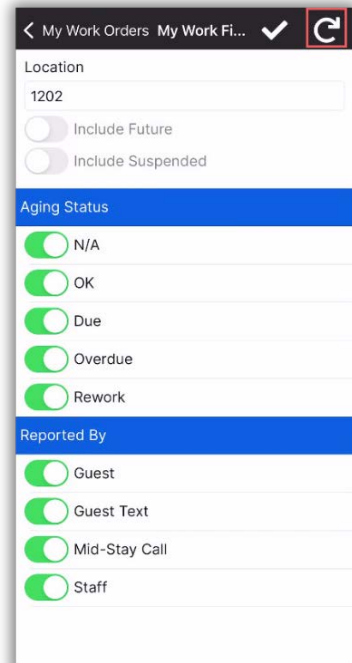 My Work Orders My Work Fi...
Location
1202
Include Future
Include Suspended
Aging Status
N/A
OK
Due
Overdue
Rework
Reported By
Guest
Guest Text
Mid-Stay Call
Staff